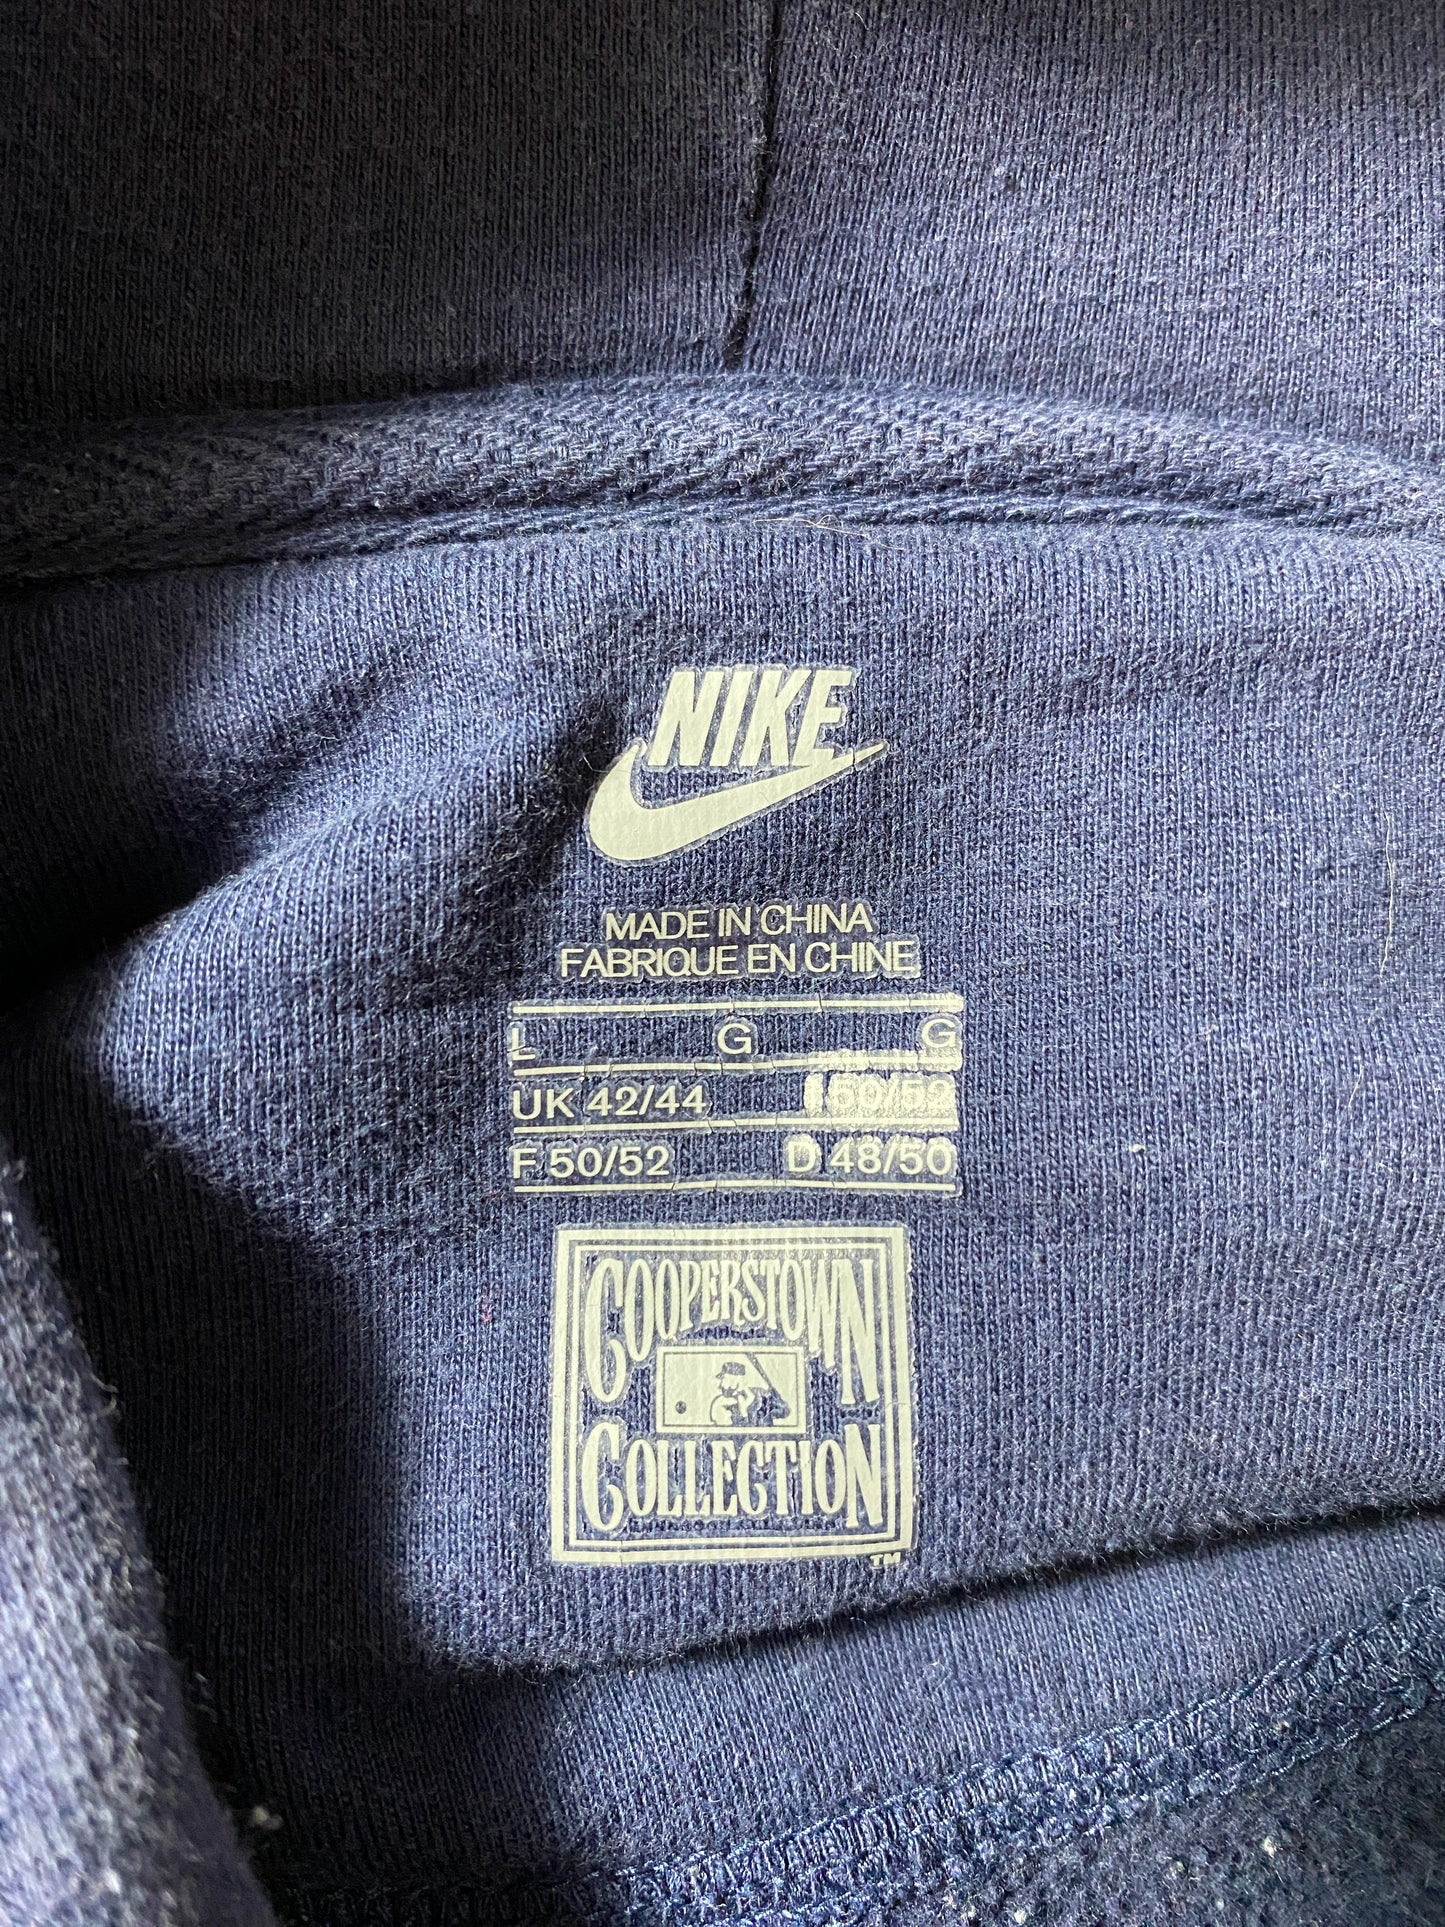 NIKE
MADE IN CHINA
FABRIQUE EN CHINE
L G G
UK 42/44 I 50/52
F 50/52 D 48/50
COOPERSTOWN
COLLECTION
TM